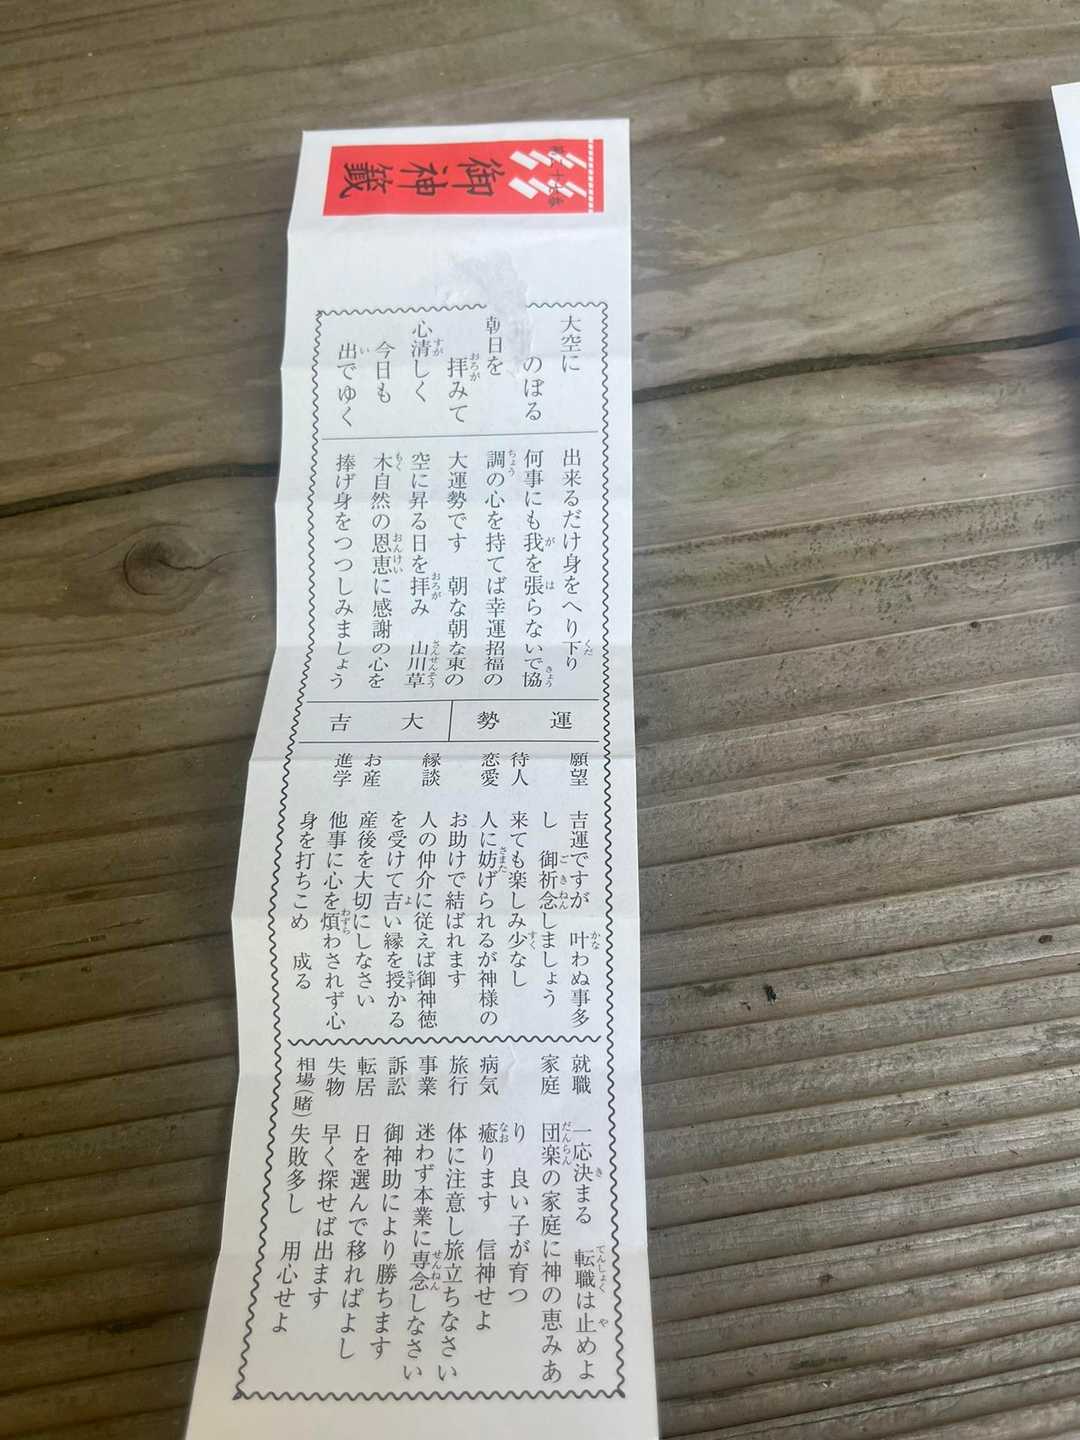 御神籤
大空に
のぼる
朝日を
拝みて
心清しく
今日も
出でゆく
出来るだけ身をへり下り
何事にも我を張らないで協
調の心を持てば幸運招福の
大運勢です 朝な朝な東の
空に昇る日を拝み 山川草
木自然の恩恵に感謝の心を
捧げ身をつつしみましょう
運勢 大吉
願望 吉運ですが 叶わぬ事多
し 御祈念しましょう
待人 来ても楽しみ少なし
恋愛 人に妨げられるが神様の
お助けで結ばれます
縁談 人の仲介に従えば御神徳
を受けて吉い縁を授かる
お産 産後を大切にしなさい
進学 他事に心を煩わされず心
身を打ちこめ 成る
就職 一応決まる 転職は止めよ
家庭 団楽の家庭に神の恵みあ
り 良い子が育つ
病気 癒ります 信神せよ
旅行 体に注意し旅立ちなさい
事業 迷わず本業に専念しなさい
訴訟 御神助により勝ちます
転居 日を選んで移ればよし
失物 早く探せば出ます
相場(賭) 失敗多し 用心せよ